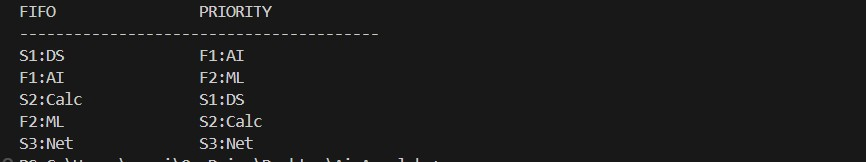 FIFO PRIORITY
----------------------------------------
S1:DS F1:AI
F1:AI F2:ML
S2:Calc S1:DS
F2:ML S2:Calc
S3:Net S3:Net